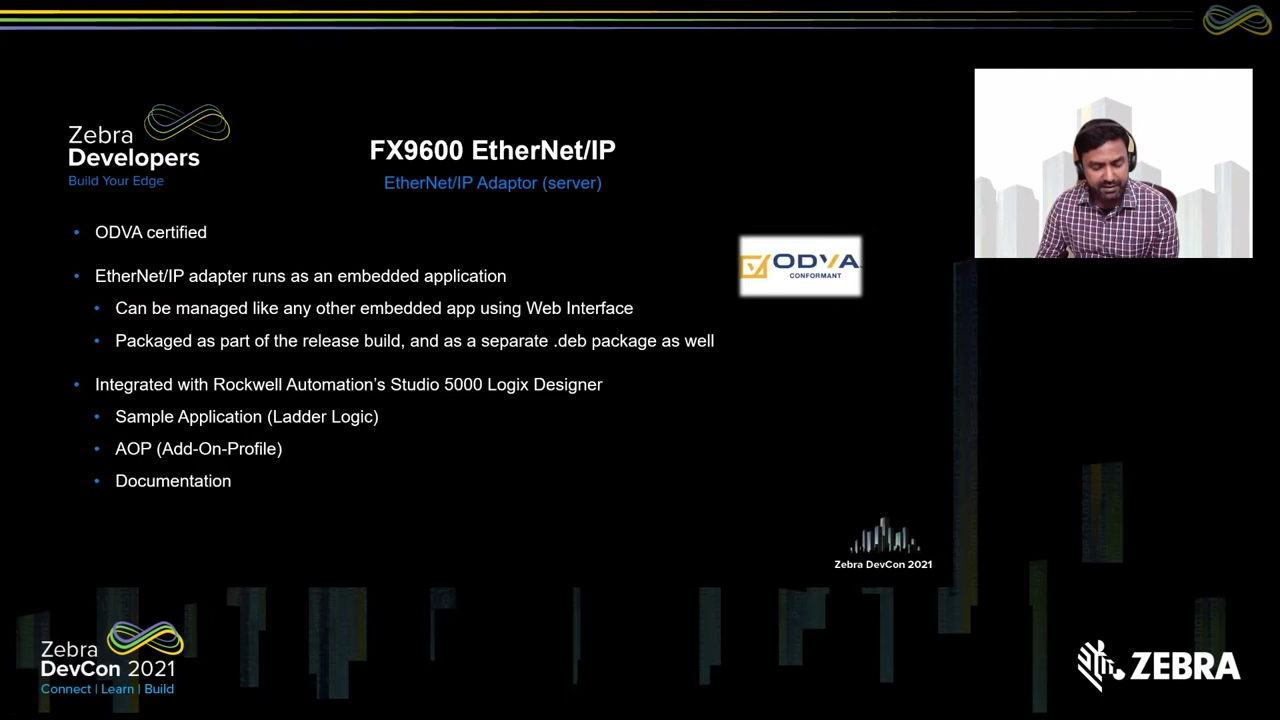 Zebra
Developers
Build Your Edge
FX9600 EtherNet/IP
EtherNet/IP Adaptor (server)
• ODVA certified
• EtherNet/IP adapter runs as an embedded application
• Can be managed like any other embedded app using Web Interface
• Packaged as part of the release build, and as a separate .deb package as well
• Integrated with Rockwell Automation’s Studio 5000 Logix Designer
• Sample Application (Ladder Logic)
• AOP (Add-On-Profile)
• Documentation
ODVA
CONFORMANT
Zebra DevCon 2021
Zebra
DevCon 2021
Connect | Learn | Build
ZEBRA